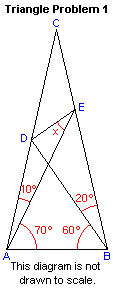 Triangle Problem 1
C
E
D
x
10°
20°
70°
60°
A
B
This diagram is not
drawn to scale.